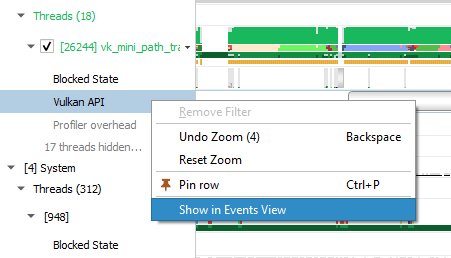 Threads (18)
[26244] vk_mini_path_tra
Blocked State
Vulkan API
Profiler overhead
17 threads hidden...
[4] System
Threads (312)
[948]
Blocked State
Remove Filter
Undo Zoom (4) Backspace
Reset Zoom
Pin row Ctrl+P
Show in Events View